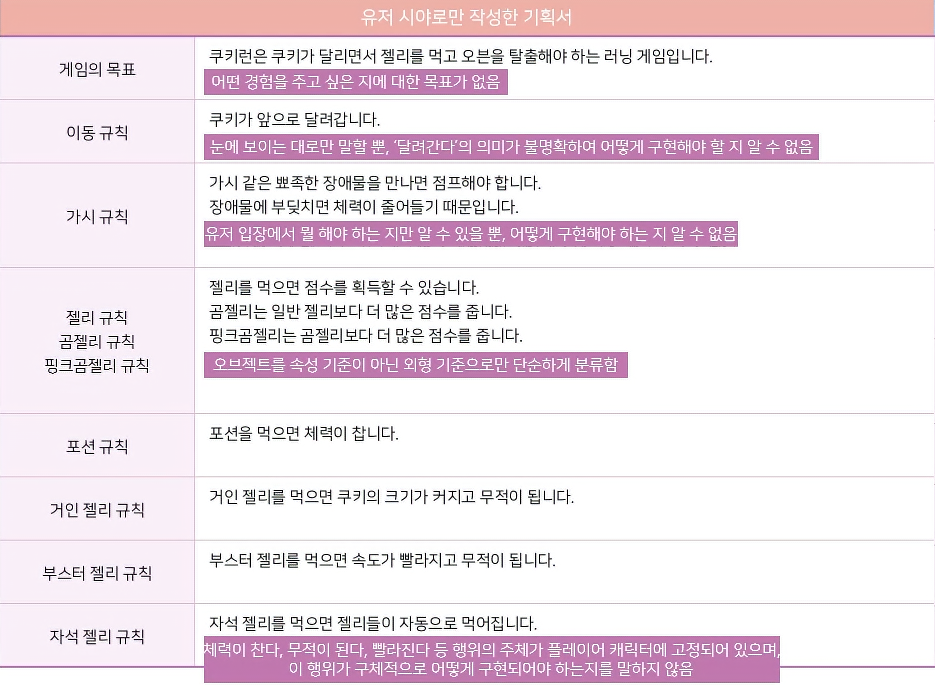 유저 시야로만 작성한 기획서
게임의 목표
쿠키런은 쿠키가 달리면서 젤리를 먹고 오븐을 탈출해야 하는 러닝 게임입니다.
어떤 경험을 주고 싶은 지에 대한 목표가 없음
이동 규칙
쿠키가 앞으로 달려갑니다.
눈에 보이는 대로만 말할 뿐, '달려간다'의 의미가 불명확하여 어떻게 구현해야 할 지 알 수 없음
가시 규칙
가시 같은 뾰족한 장애물을 만나면 점프해야 합니다.
장애물에 부딪치면 체력이 줄어들기 때문입니다.
유저 입장에서 뭘 해야 하는 지만 알 수 있을 뿐, 어떻게 구현해야 하는 지 알 수 없음
젤리 규칙
곰젤리 규칙
핑크곰젤리 규칙
젤리를 먹으면 점수를 획득할 수 있습니다.
곰젤리는 일반 젤리보다 더 많은 점수를 줍니다.
핑크곰젤리는 곰젤리보다 더 많은 점수를 줍니다.
오브젝트를 속성 기준이 아닌 외형 기준으로만 단순하게 분류함
포션 규칙
포션을 먹으면 체력이 찹니다.
거인 젤리 규칙
거인 젤리를 먹으면 쿠키의 크기가 커지고 무적이 됩니다.
부스터 젤리 규칙
부스터 젤리를 먹으면 속도가 빨라지고 무적이 됩니다.
자석 젤리 규칙
자석 젤리를 먹으면 젤리들이 자동으로 먹어집니다.
체력이 찬다, 무적이 된다, 빨라진다 등 행위의 주체가 플레이어 캐릭터에 고정되어 있으며,
이 행위가 구체적으로 어떻게 구현되어야 하는지를 말하지 않음